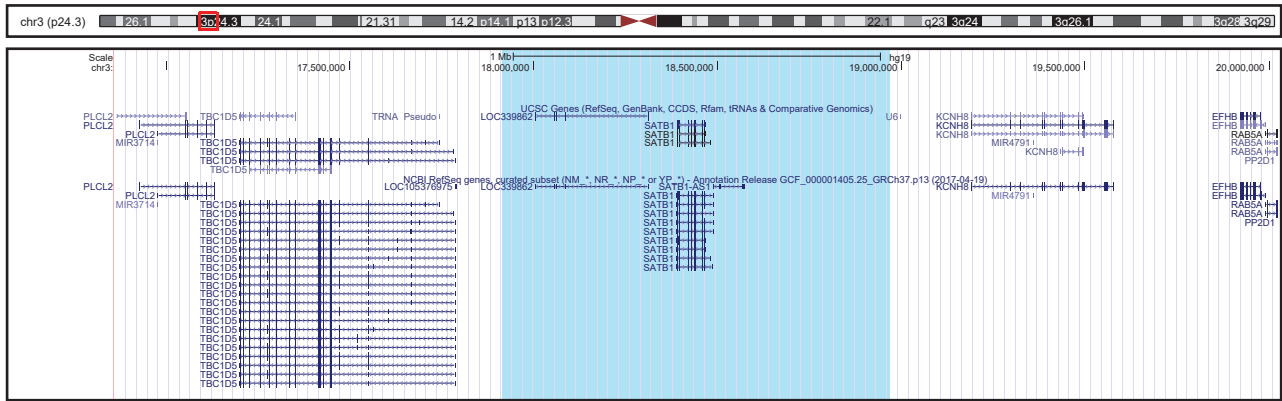 chr3 (p24.3) 26.1 3p24.3 24.1 21.31 14.2 p14.1 p13 p12.3 22.1 q23 3q24 3q26.1 3q28 3q29
Scale 1 Mb hg19
chr3: 17,500,000 18,000,000 18,500,000 19,000,000 19,500,000 20,000,000
UCSC Genes (RefSeq, GenBank, CCDS, Rfam, tRNAs & Comparative Genomics)
PLCL2 TBC1D5 TRNA Pseudo LOC339862 U6 KCNH8 EFHB
PLCL2 SATB1 KCNH8 EFHB
PLCL2 SATB1 KCNH8 RAB5A
MIR3714 TBC1D5 SATB1 MIR4791 RAB5A
TBC1D5 KCNH8 RAB5A
TBC1D5 PP2D1
TBC1D5
NCBI RefSeq genes, curated subset (NM_*, NR_*, NP_* or YP_*) - Annotation Release GCF_000001405.25_GRCh37.p13 (2017-04-19)
PLCL2 LOC105376975 LOC339862 SATB1-AS1 KCNH8 EFHB
PLCL2 SATB1 MIR4791 EFHB
MIR3714 TBC1D5 SATB1 RAB5A
TBC1D5 SATB1 RAB5A
TBC1D5 SATB1 PP2D1
TBC1D5 SATB1
TBC1D5 SATB1
TBC1D5 SATB1
TBC1D5 SATB1
TBC1D5 SATB1
TBC1D5
TBC1D5
TBC1D5
TBC1D5
TBC1D5
TBC1D5
TBC1D5
TBC1D5
TBC1D5
TBC1D5
TBC1D5
TBC1D5
TBC1D5